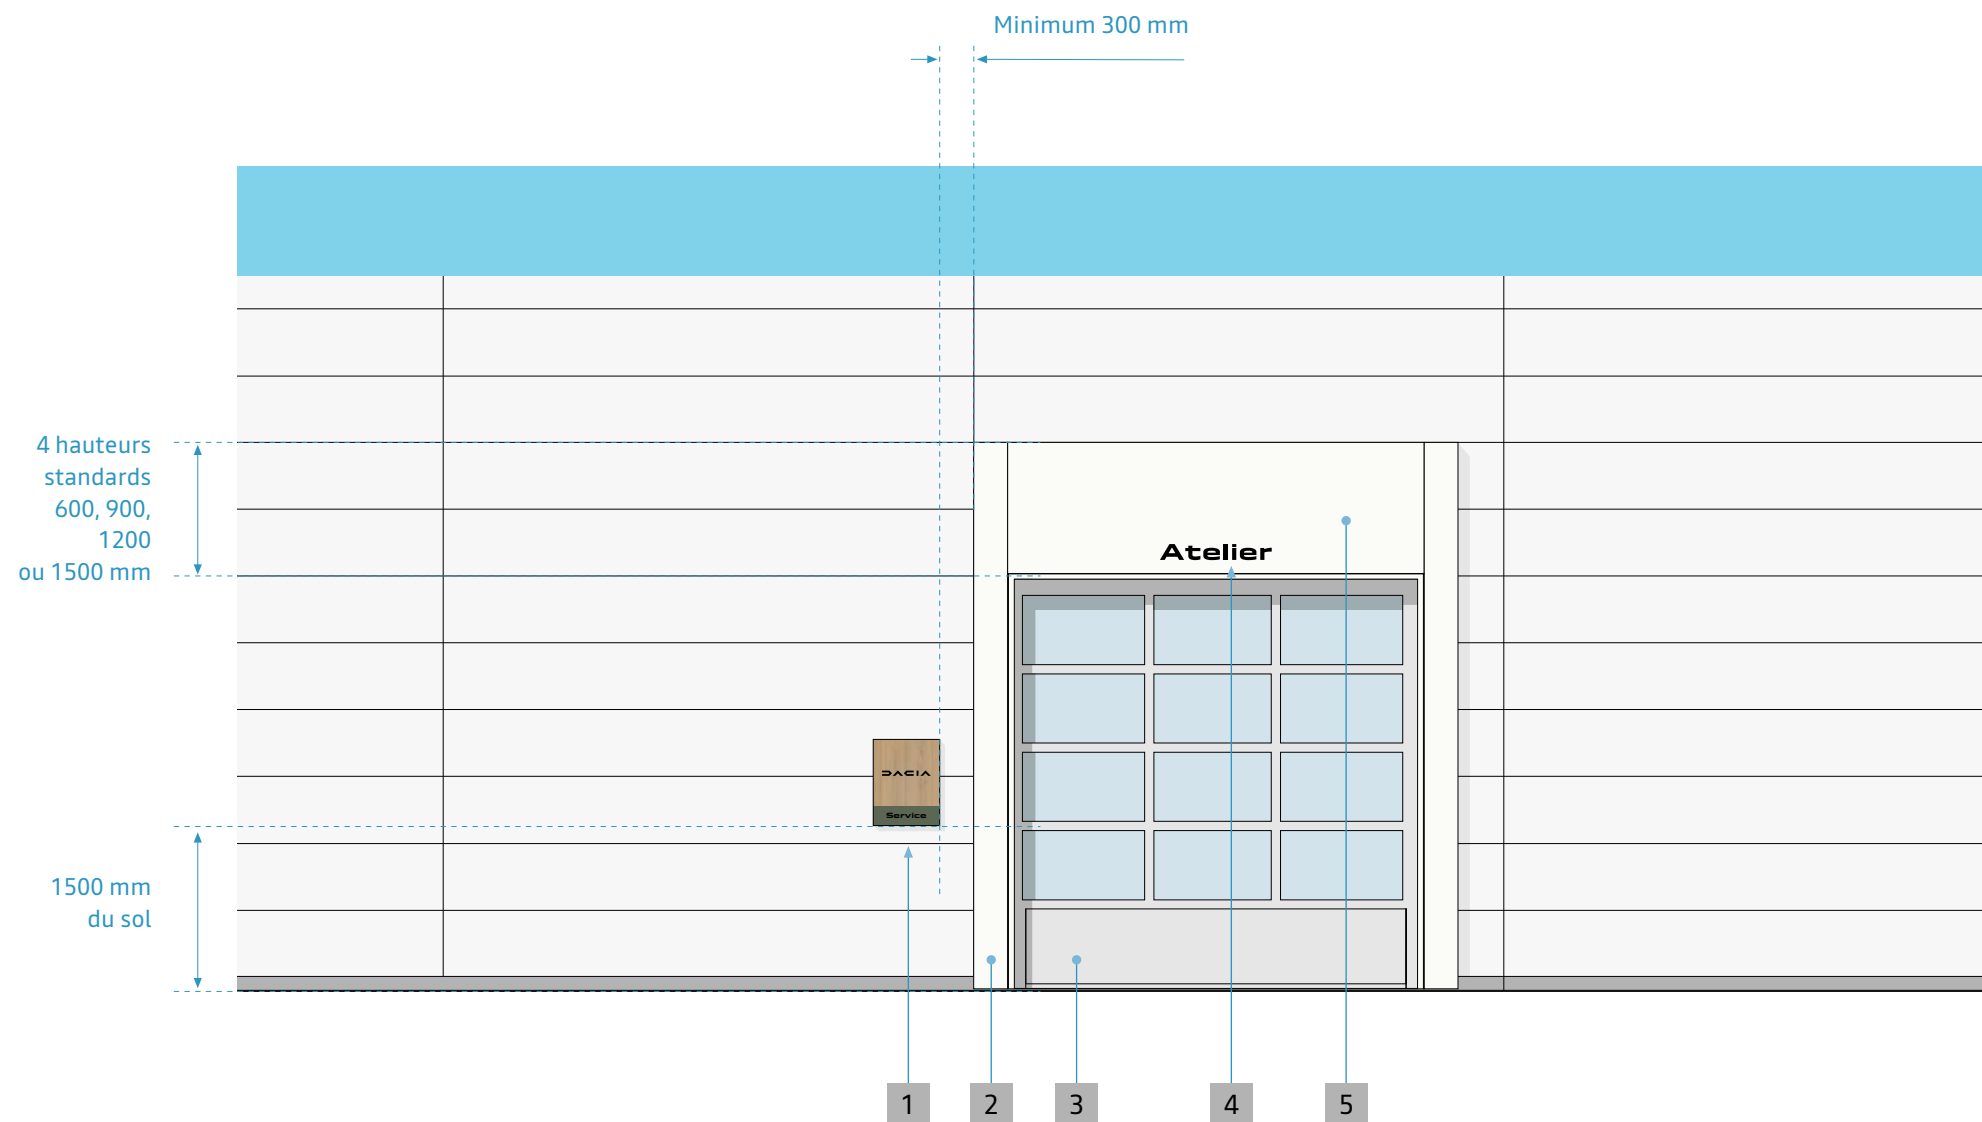 Minimum 300 mm
4 hauteurs
standards
600, 900,
1200
ou 1500 mm
Atelier
DACIA
Service
1500 mm
du sol
1
2
3
4
5